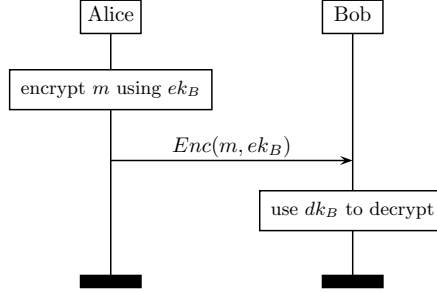 Alice Bob
encrypt m using ek_B
Enc(m, ek_B)
use dk_B to decrypt